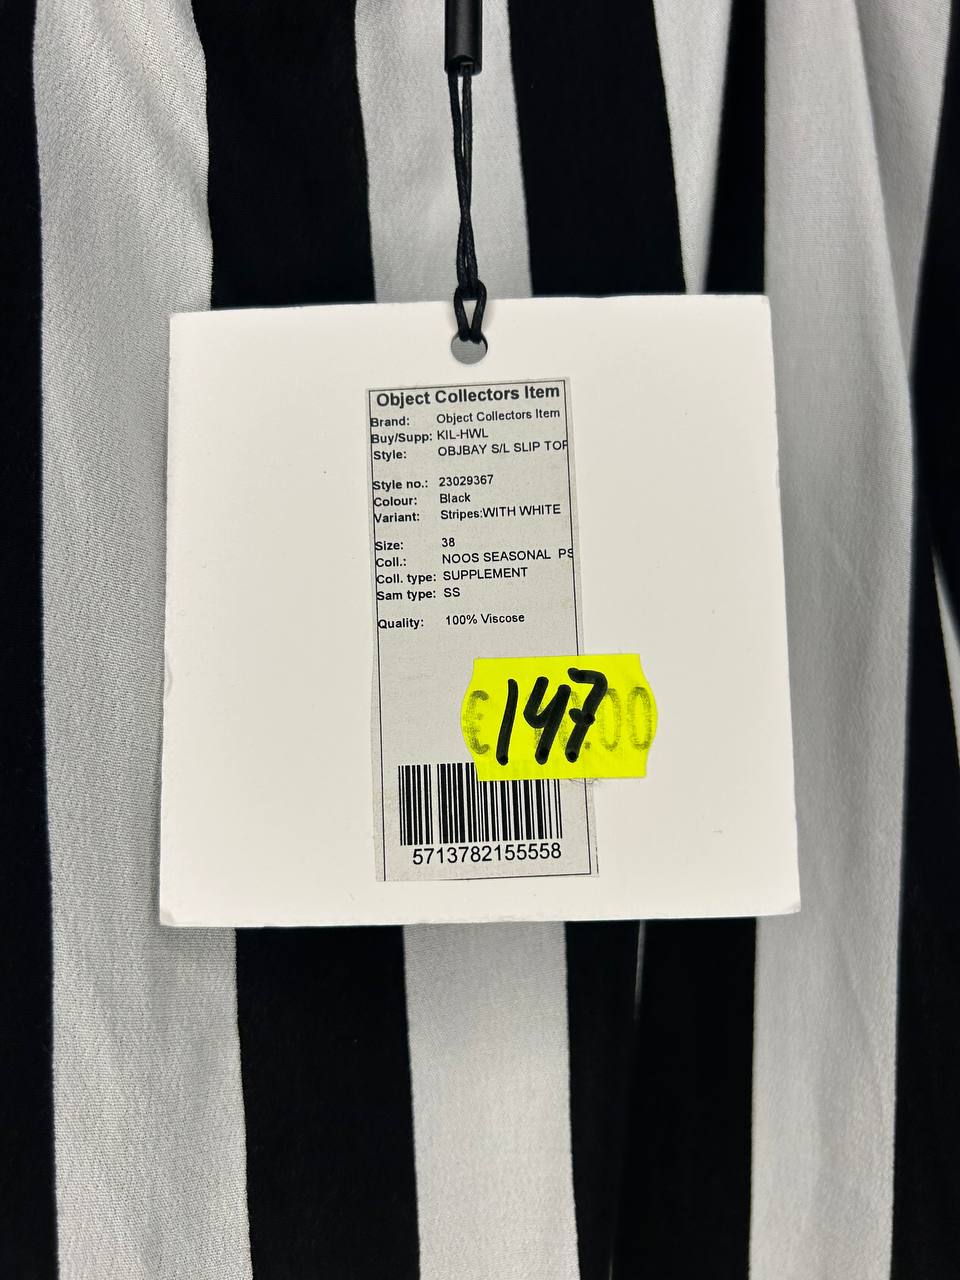 Object Collectors Item
Brand: Object Collectors Item
Buy/Supp: KIL-HWL
Style: OBJBAY S/L SLIP TOP
Style no.: 23029367
Colour: Black
Variant: Stripes:WITH WHITE
Size: 38
Coll.: NOOS SEASONAL PS
Coll. type: SUPPLEMENT
Sam type: SS
Quality: 100% Viscose
147
5713782155558